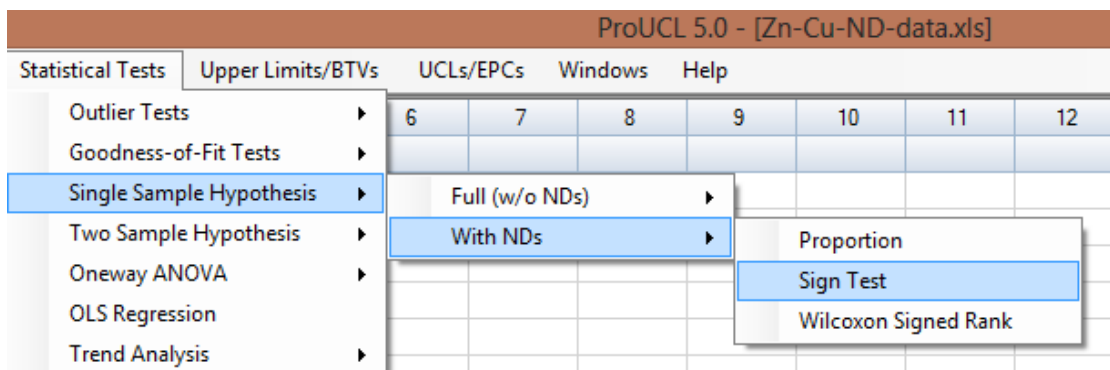 ProUCL 5.0 - [Zn-Cu-ND-data.xls]
Statistical Tests Upper Limits/BTVs UCLs/EPCs Windows Help
Outlier Tests 6 7 8 9 10 11 12
Goodness-of-Fit Tests
Single Sample Hypothesis Full (w/o NDs)
Two Sample Hypothesis With NDs Proportion
Oneway ANOVA Sign Test
OLS Regression Wilcoxon Signed Rank
Trend Analysis